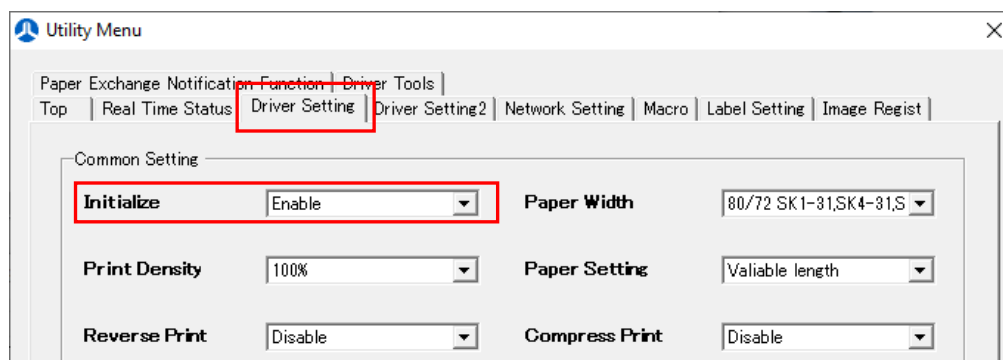 Utility Menu
Paper Exchange Notification Function Driver Tools
Top Real Time Status Driver Setting Driver Setting2 Network Setting Macro Label Setting Image Regist
Common Setting
Initialize Enable Paper Width 80/72 SK1-31,SK4-31,S
Print Density 100% Paper Setting Valiable length
Reverse Print Disable Compress Print Disable